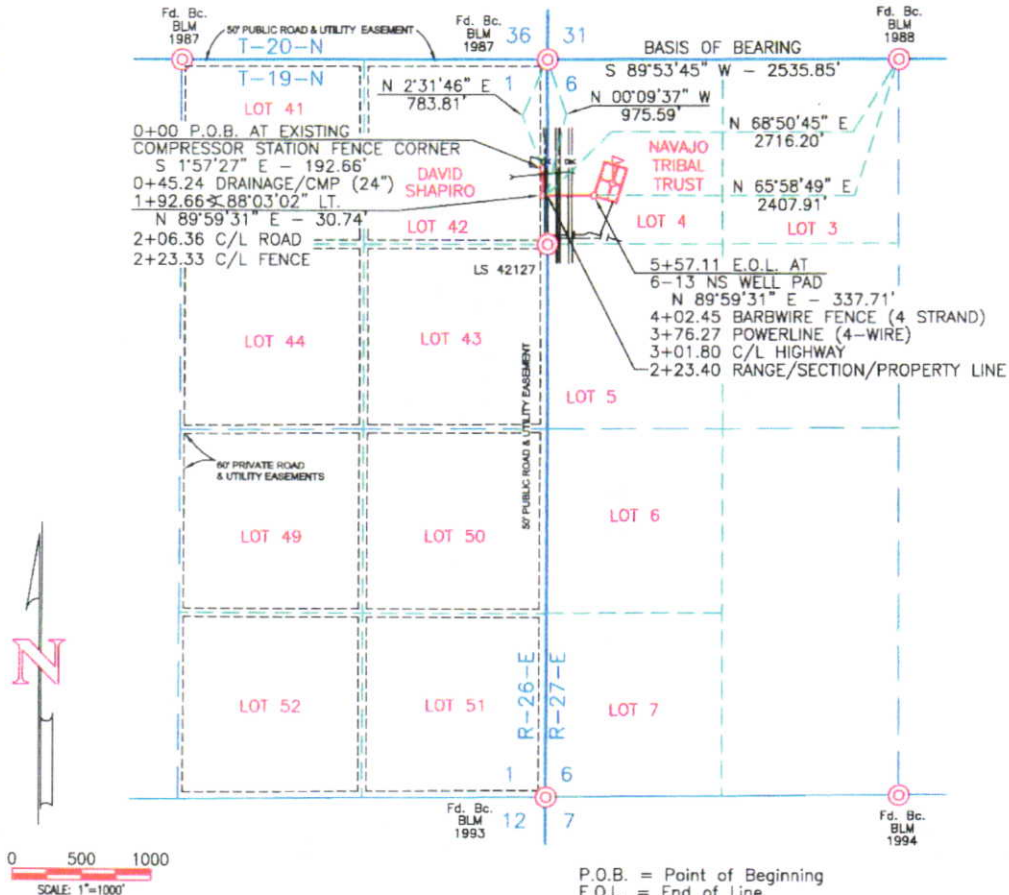 Fd. Bc.
BLM
1987
50' PUBLIC ROAD & UTILITY EASEMENT
Fd. Bc.
BLM
1987
36 31
Fd. Bc.
BLM
1988
T-20-N
T-19-N
BASIS OF BEARING
S 89°53'45" W - 2535.85'
1 6
N 2°31'46" E
783.81'
N 00°09'37" W
975.59'
LOT 41
N 68°50'45" E
2716.20'
0+00 P.O.B. AT EXISTING
COMPRESSOR STATION FENCE CORNER
S 1°57'27" E - 192.66'
0+45.24 DRAINAGE/CMP (24")
1+92.66 ∢ 88°03'02" LT.
N 89°59'31" E - 30.74'
2+06.36 C/L ROAD
2+23.33 C/L FENCE
DAVID
SHAPIRO
LOT 42
NAVAJO
TRIBAL
TRUST
N 65°58'49" E
2407.91'
LOT 4
LOT 3
LS 42127
5+57.11 E.O.L. AT
6-13 NS WELL PAD
N 89°59'31" E - 337.71'
4+02.45 BARBWIRE FENCE (4 STRAND)
3+76.27 POWERLINE (4-WIRE)
3+01.80 C/L HIGHWAY
2+23.40 RANGE/SECTION/PROPERTY LINE
LOT 44
LOT 43
50' PUBLIC ROAD & UTILITY EASEMENT
LOT 5
60' PRIVATE ROAD
& UTILITY EASEMENTS
LOT 49
LOT 50
LOT 6
N
LOT 52
LOT 51
R-26-E
R-27-E
LOT 7
1 6
Fd. Bc.
BLM
1993
12 7
Fd. Bc.
BLM
1994
0 500 1000
SCALE: 1"=1000'
P.O.B. = Point of Beginning
E.O.L. = End of Line